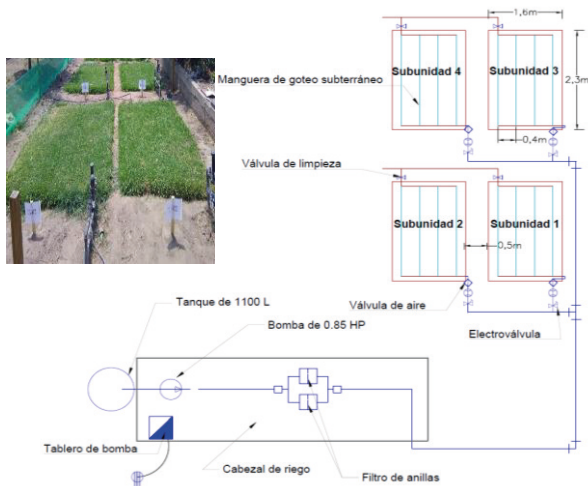 1,6m
Manguera de goteo subterráneo
Subunidad 4
Subunidad 3
2,3m
0,4m
Válvula de limpieza
Subunidad 2
Subunidad 1
0,5m
Tanque de 1100 L
Válvula de aire
Bomba de 0.85 HP
Electroválvula
Tablero de bomba
Cabezal de riego
Filtro de anillas